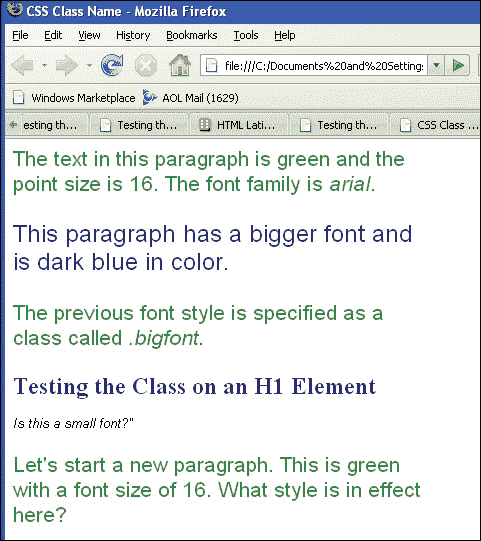 CSS Class Name - Mozilla Firefox
File Edit View History Bookmarks Tools Help
file:///C:/Documents%20and%20Setting
Windows Marketplace AOL Mail (1629)
esting th... Testing th... HTML Lati... Testing th... CSS Class ...
The text in this paragraph is green and the
point size is 16. The font family is arial.
This paragraph has a bigger font and
is dark blue in color.
The previous font style is specified as a
class called .bigfont.
Testing the Class on an H1 Element
Is this a small font?"
Let's start a new paragraph. This is green
with a font size of 16. What style is in effect
here?